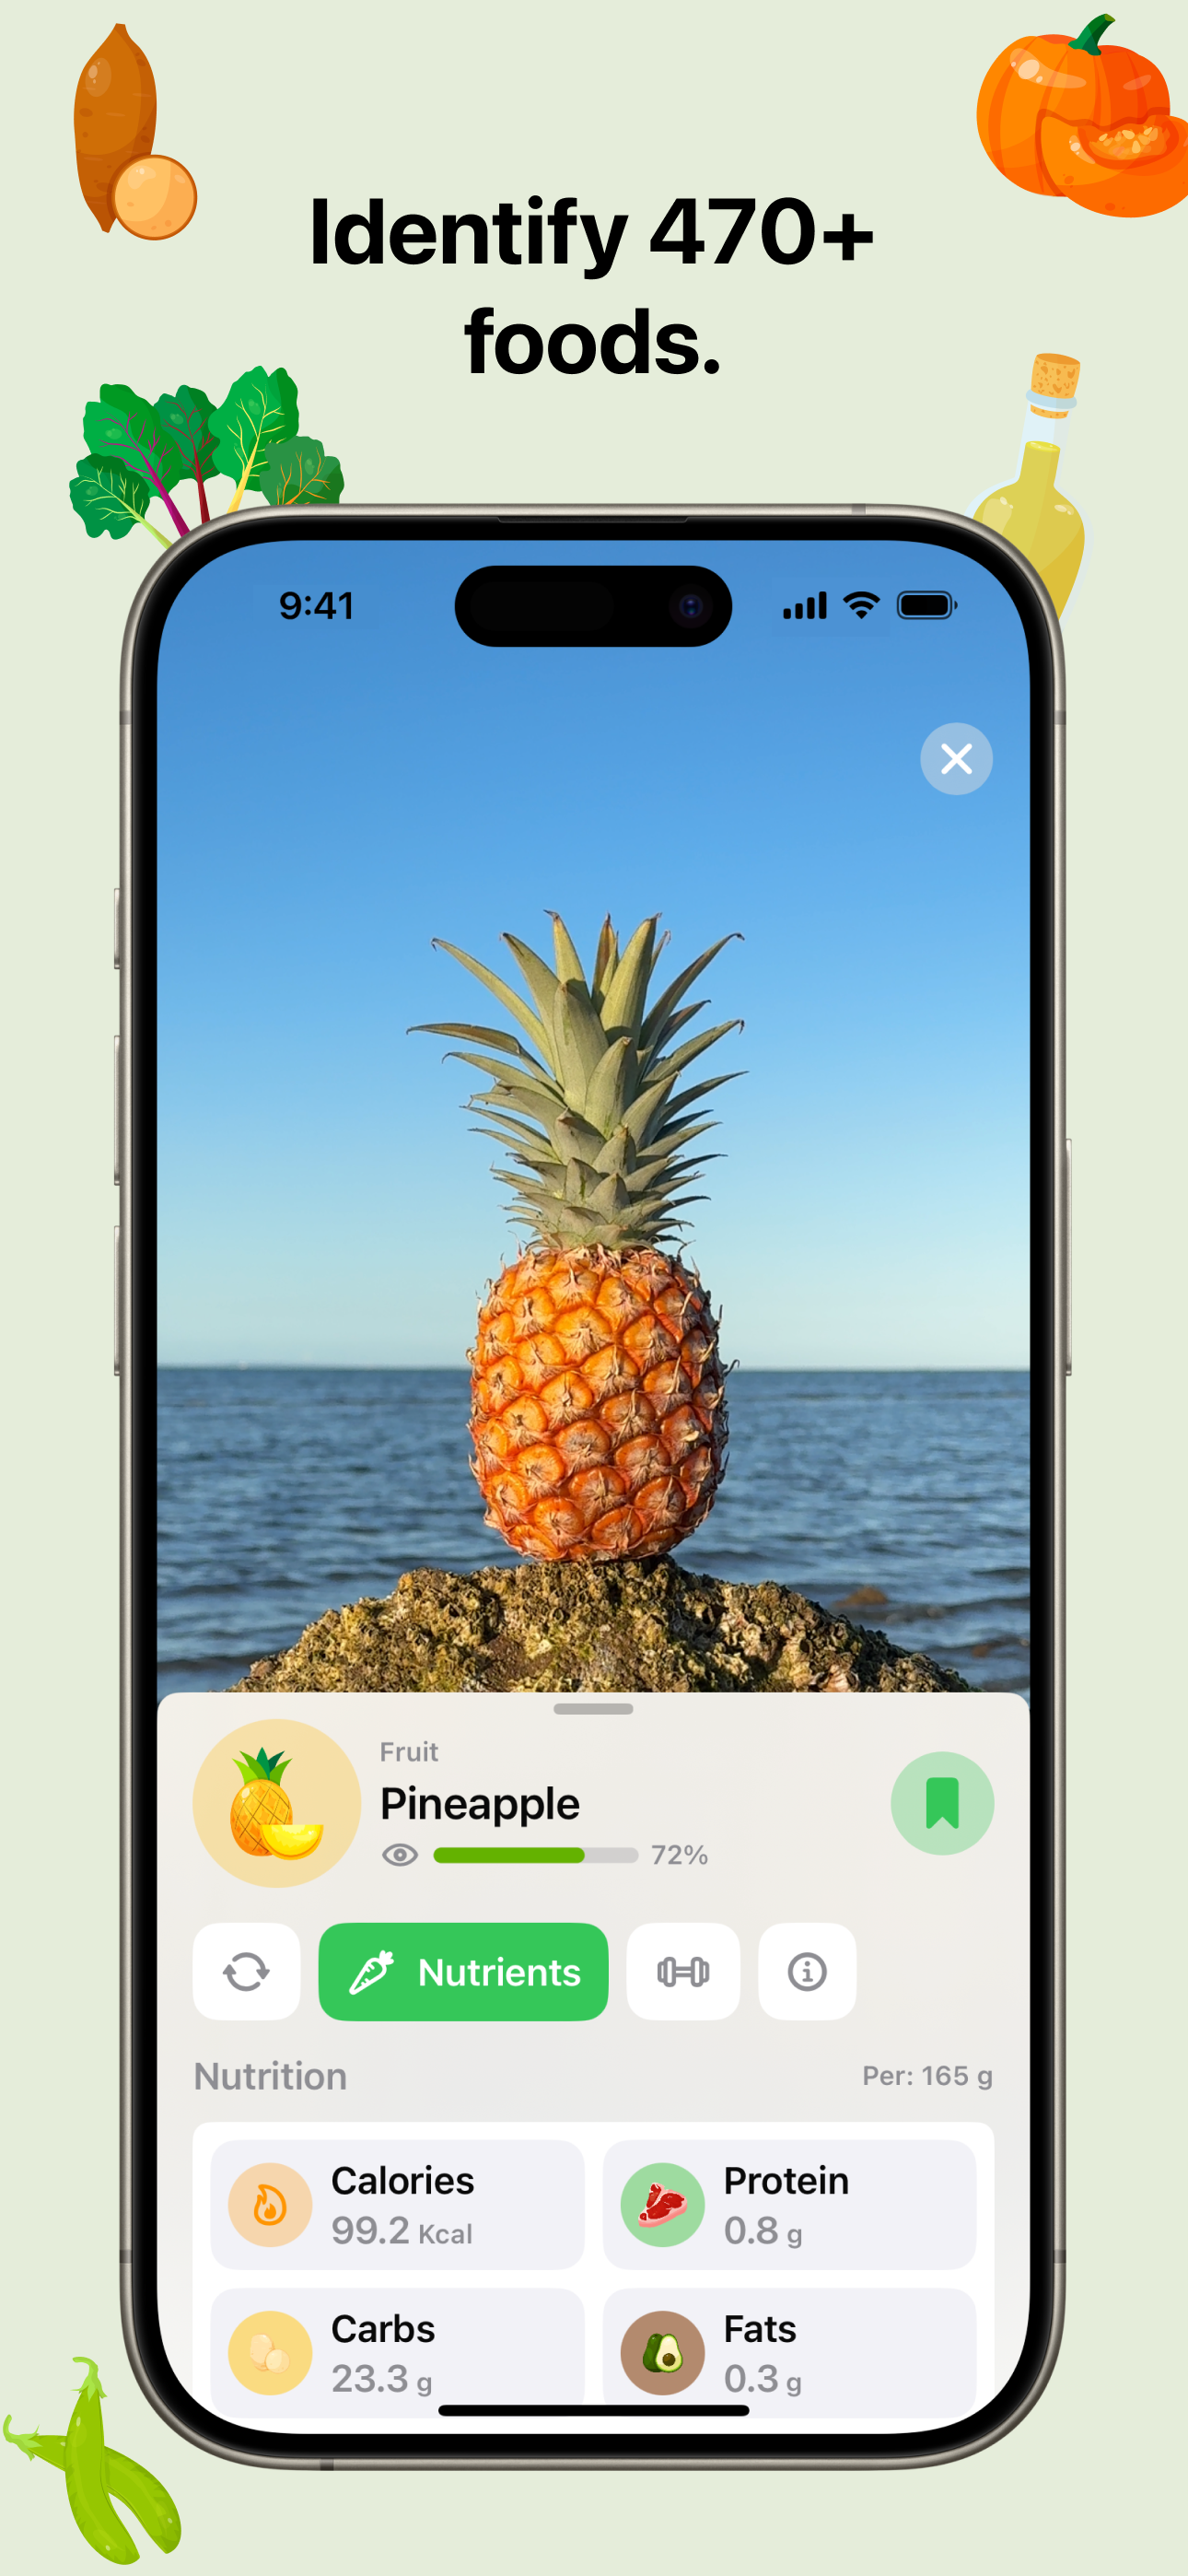 Identify 470+
foods.
9:41
Fruit
Pineapple
72%
Nutrients
Nutrition
Per: 165 g
Calories
99.2 Kcal
Protein
0.8 g
Carbs
23.3 g
Fats
0.3 g